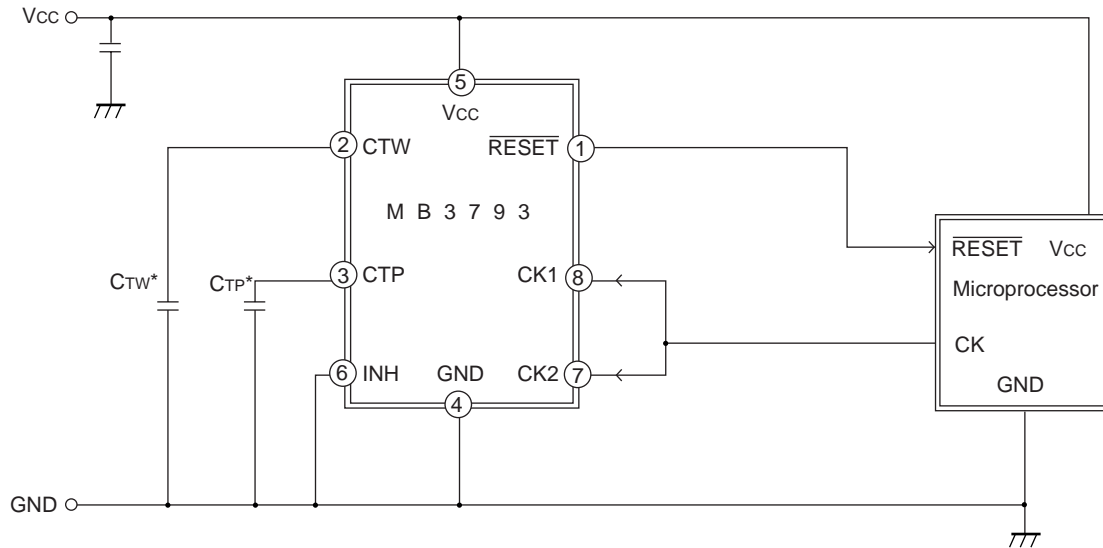 VCC
5
VCC
2 CTW RESET 1
M B 3 7 9 3
RESET VCC
CTW* CTP* 3 CTP CK1 8
Microprocessor
CK
6 INH GND CK2 7
GND
4
GND